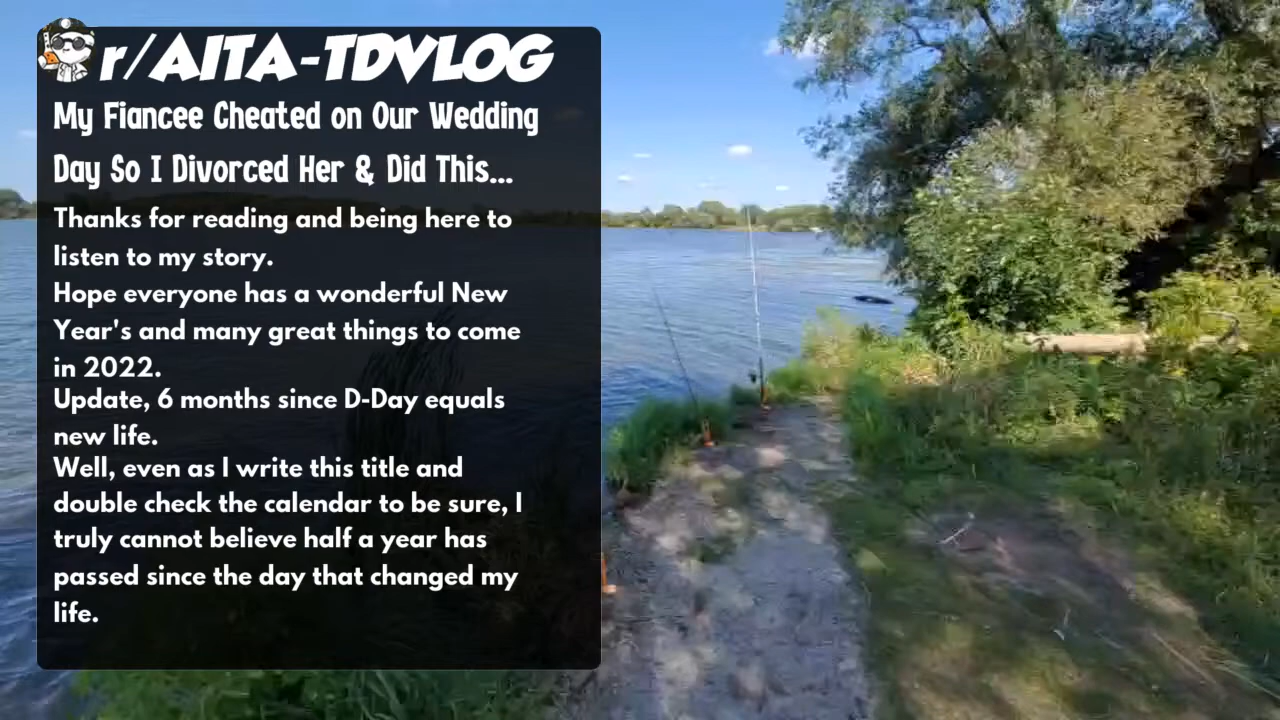 r/AITA-TDVLOG
My Fiancee Cheated on Our Wedding
Day So I Divorced Her & Did This...
Thanks for reading and being here to
listen to my story.
Hope everyone has a wonderful New
Year's and many great things to come
in 2022.
Update, 6 months since D-Day equals
new life.
Well, even as I write this title and
double check the calendar to be sure, I
truly cannot believe half a year has
passed since the day that changed my
life.